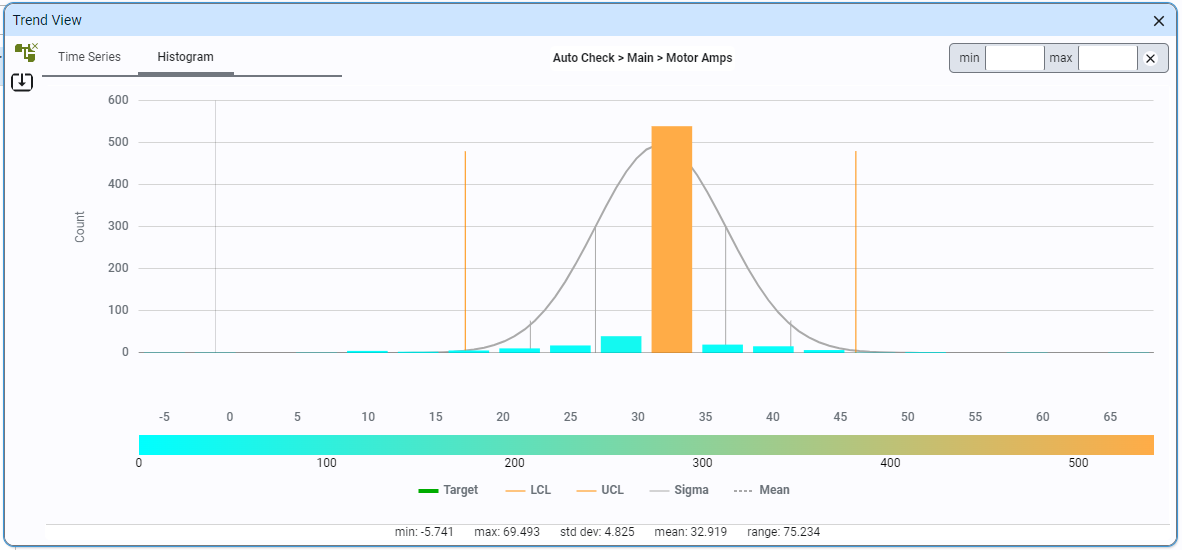 Trend View
Time Series Histogram Auto Check > Main > Motor Amps min max
600
500
400
300
200
100
0
Count
-5 0 5 10 15 20 25 30 35 40 45 50 55 60 65
0 100 200 300 400 500
Target LCL UCL Sigma Mean
min: -5.741 max: 69.493 std dev: 4.825 mean: 32.919 range: 75.234